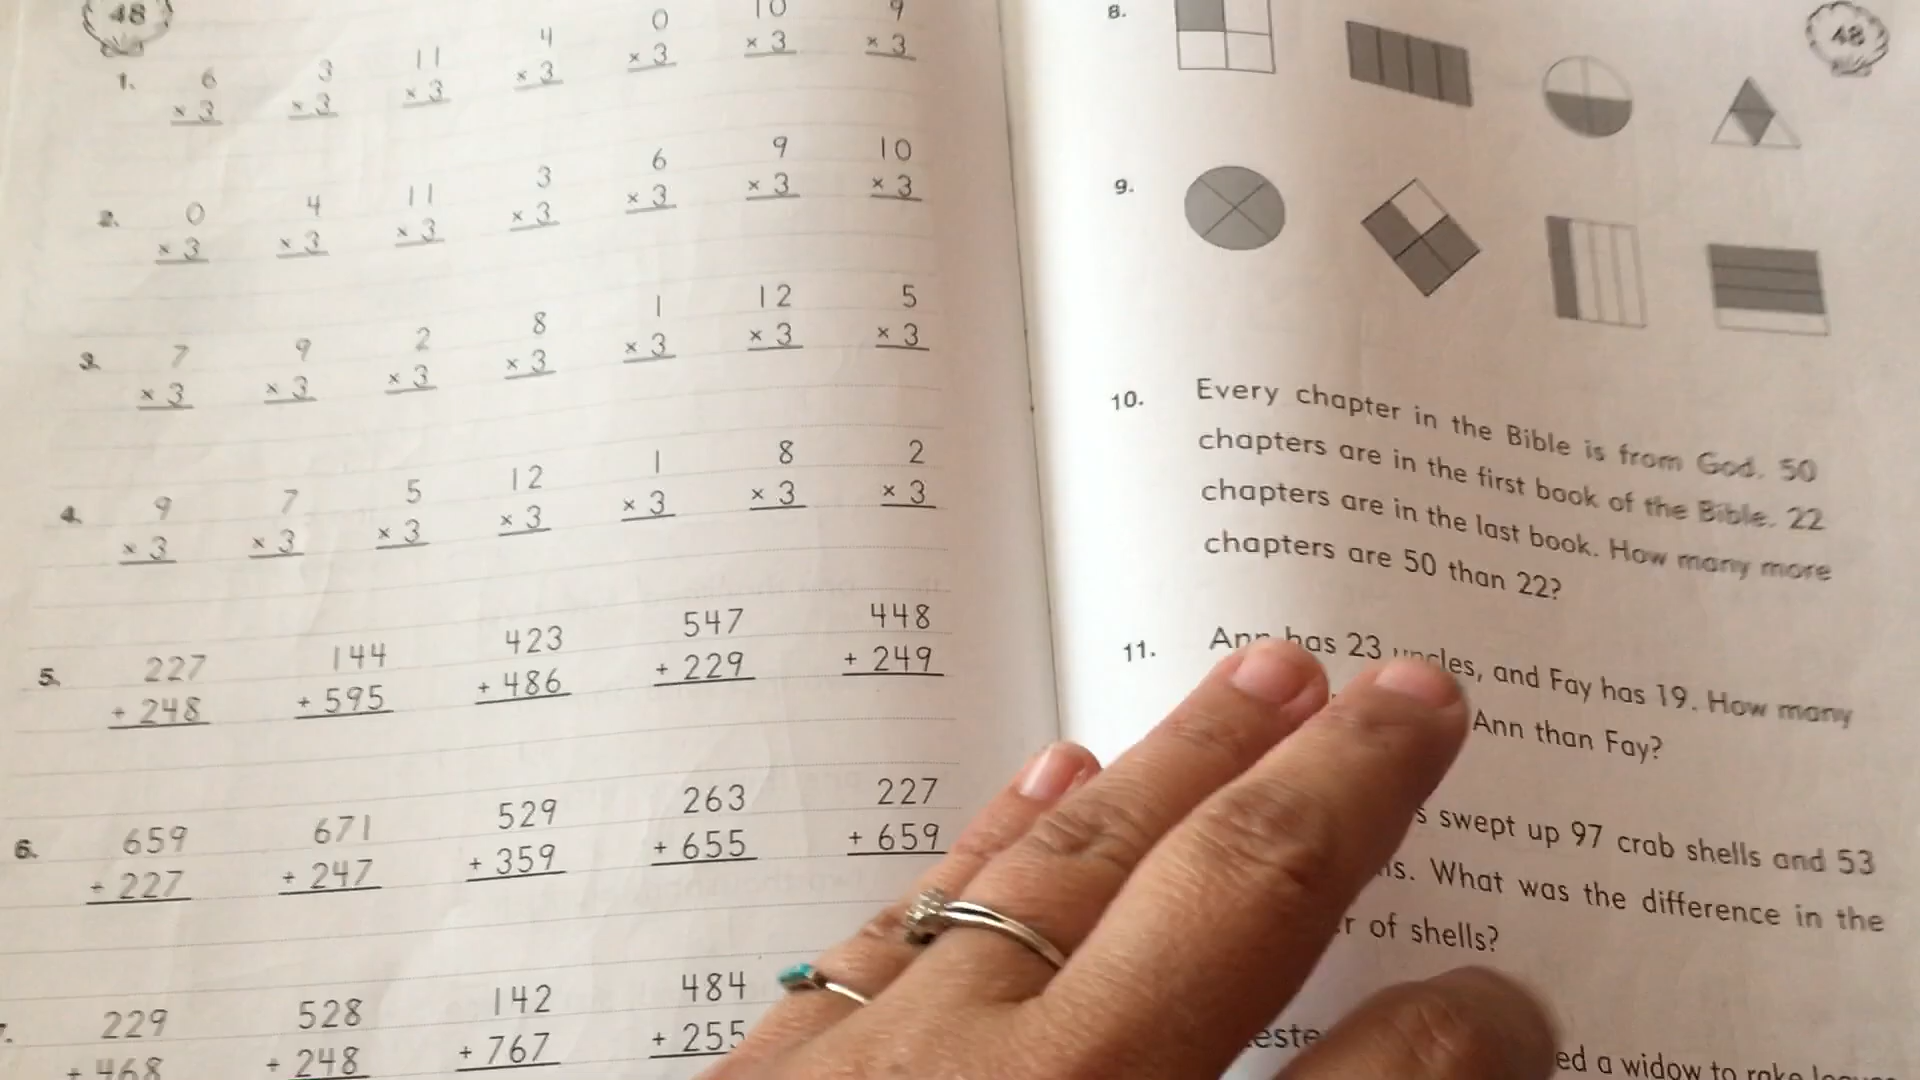 48
1. 6 3 11 4 0 10 9
× 3 × 3 × 3 × 3 × 3 × 3 × 3
2. 0 4 11 3 6 9 10
× 3 × 3 × 3 × 3 × 3 × 3 × 3
3. 7 9 2 8 1 12 5
× 3 × 3 × 3 × 3 × 3 × 3 × 3
4. 9 7 5 12 1 8 2
× 3 × 3 × 3 × 3 × 3 × 3 × 3
5. 227 144 423 547 448
+ 248 + 595 + 486 + 229 + 249
6. 659 671 529 263 227
+ 227 + 247 + 359 + 655 + 659
229 528 142 484
+ 468 + 248 + 767 + 255
8.
48
9.
10. Every chapter in the Bible is from God. 50
chapters are in the first book of the Bible. 22
chapters are in the last book. How many more
chapters are 50 than 22?
11. Ann has 23 uncles, and Fay has 19. How many
Ann than Fay?
swept up 97 crab shells and 53
What was the difference in the
of shells?
a widow to rake